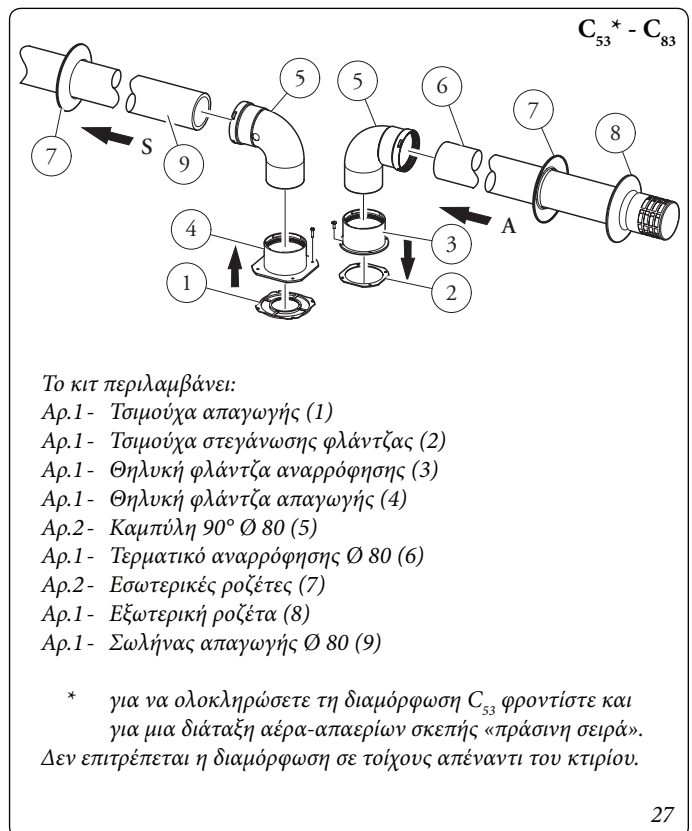 C53* - C83
5
5
6
7
8
7
S
9
A
4
3
1
2
Το κιτ περιλαμβάνει:
Αρ.1 - Τσιμούχα απαγωγής (1)
Αρ.1 - Τσιμούχα στεγάνωσης φλάντζας (2)
Αρ.1 - Θηλυκή φλάντζα αναρρόφησης (3)
Αρ.1 - Θηλυκή φλάντζα απαγωγής (4)
Αρ.2 - Καμπύλη 90° Ø 80 (5)
Αρ.1 - Τερματικό αναρρόφησης Ø 80 (6)
Αρ.2 - Εσωτερικές ροζέτες (7)
Αρ.1 - Εξωτερική ροζέτα (8)
Αρ.1 - Σωλήνας απαγωγής Ø 80 (9)
* για να ολοκληρώσετε τη διαμόρφωση C53 φροντίστε και
για μια διάταξη αέρα-απαερίων σκεπής «πράσινη σειρά».
Δεν επιτρέπεται η διαμόρφωση σε τοίχους απέναντι του κτιρίου.
27